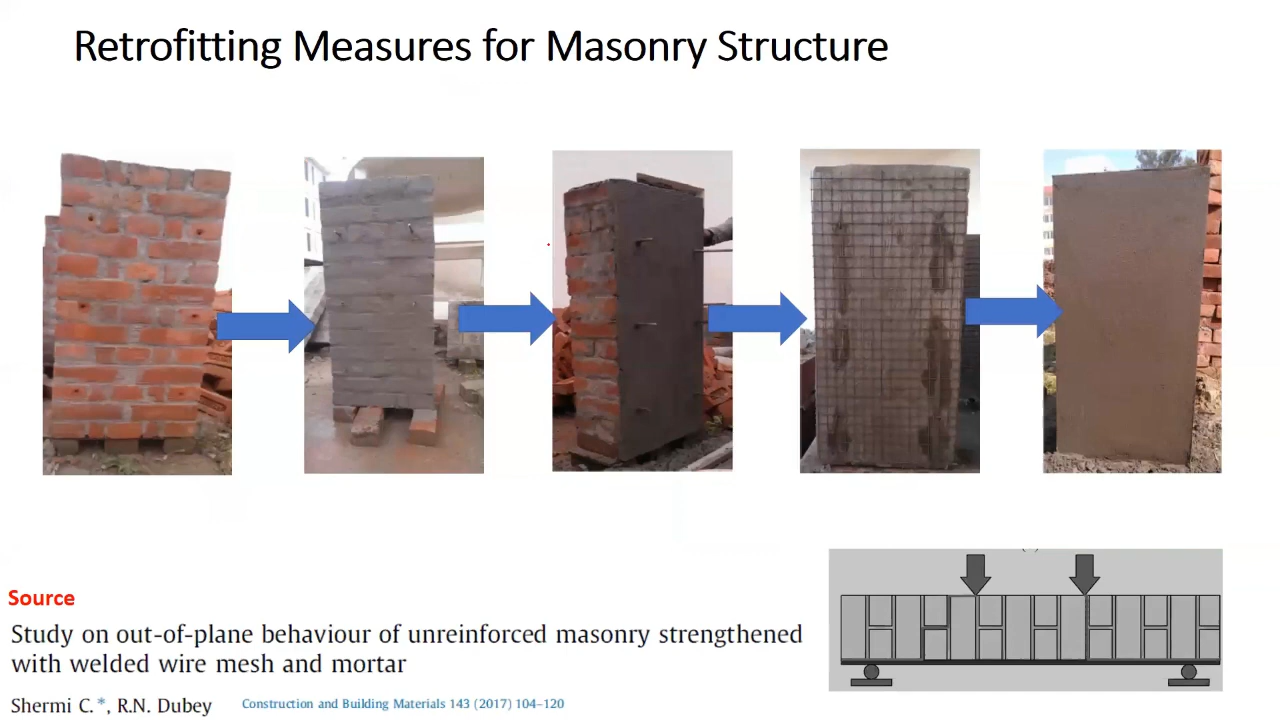 Retrofitting Measures for Masonry Structure
Source
Study on out-of-plane behaviour of unreinforced masonry strengthened
with welded wire mesh and mortar
Shermi C.*, R.N. Dubey
Construction and Building Materials 143 (2017) 104–120